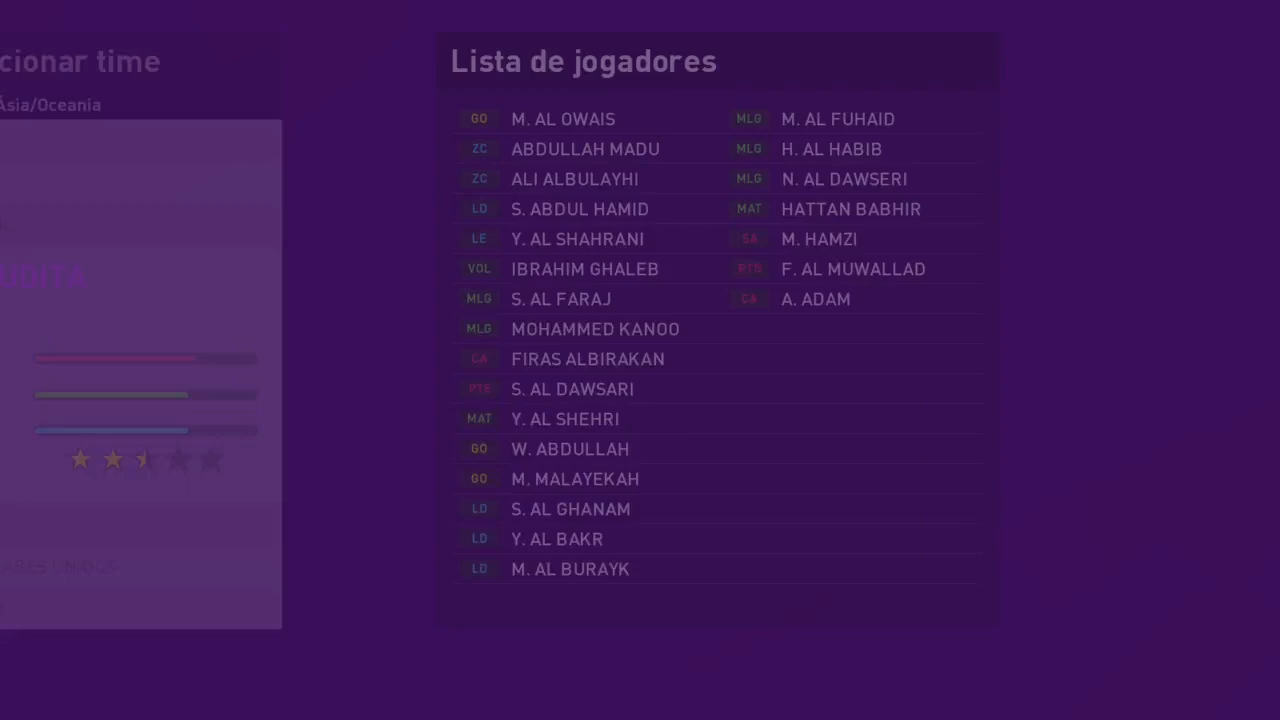 cionar time
Ásia/Oceania
UDITA
Lista de jogadores
GO M. AL OWAIS
ZC ABDULLAH MADU
ZC ALI ALBULAYHI
LD S. ABDUL HAMID
LE Y. AL SHAHRANI
VOL IBRAHIM GHALEB
MLG S. AL FARAJ
MLG MOHAMMED KANOO
CA FIRAS ALBIRAKAN
PTE S. AL DAWSARI
MAT Y. AL SHEHRI
GO W. ABDULLAH
GO M. MALAYEKAH
LD S. AL GHANAM
LD Y. AL BAKR
LD M. AL BURAYK
MLG M. AL FUHAID
MLG H. AL HABIB
MLG N. AL DAWSERI
MAT HATTAN BABHIR
SA M. HAMZI
PTD F. AL MUWALLAD
CA A. ADAM